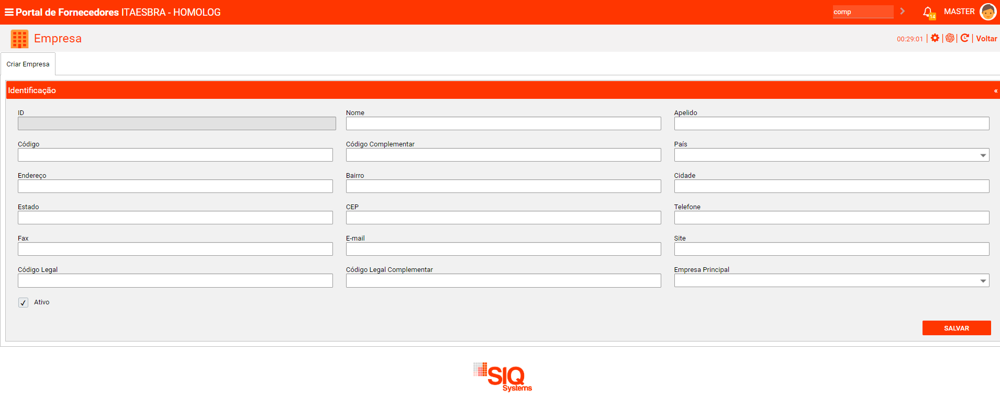 Portal de Fornecedores ITAESBRA - HOMOLOG
comp
14
MASTER
Empresa
00:29:01 | | | | Voltar
Criar Empresa
Identificação
«
ID
Nome
Apelido
Código
Código Complementar
País
Endereço
Bairro
Cidade
Estado
CEP
Telefone
Fax
E-mail
Site
Código Legal
Código Legal Complementar
Empresa Principal
Ativo
SALVAR
SIQ
Systems